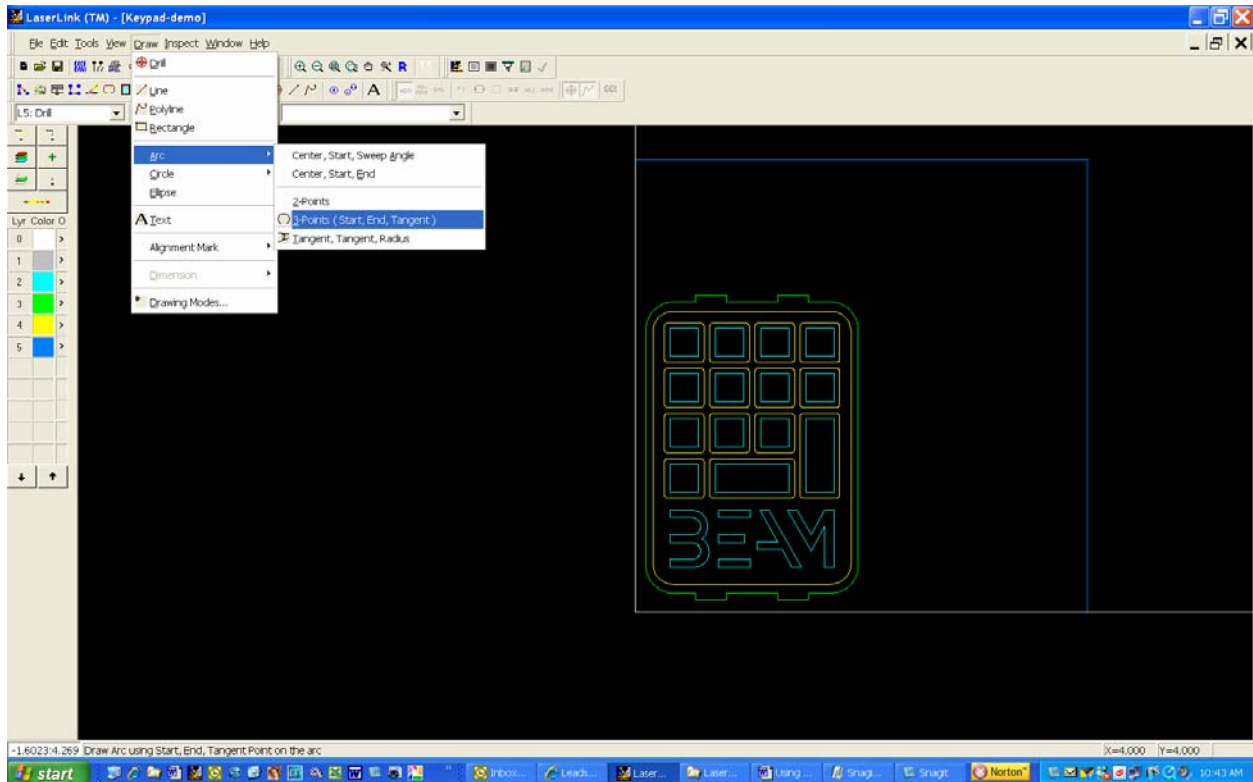 LaserLink (TM) - [Keypad-demo]
File Edit Tools View Draw Inspect Window Help
R
A
GO!
L5: Drill
Drill
Line
Polyline
Rectangle
Arc
Circle
Ellipse
A Text
Alignment Mark
Dimension
Drawing Modes...
Center, Start, Sweep Angle
Center, Start, End
2-Points
3-Points ( Start, End, Tangent )
Tangent, Tangent, Radius
Lyr Color O
0
1
2
3
4
5
BEAM
-1.6023:4.269 Draw Arc using Start, End, Tangent Point on the arc
X=4.000 Y=4.000
start
Inbox...
Leads...
Laser...
Laser...
Using ...
Snagi...
Snagit
Norton
10:43 AM